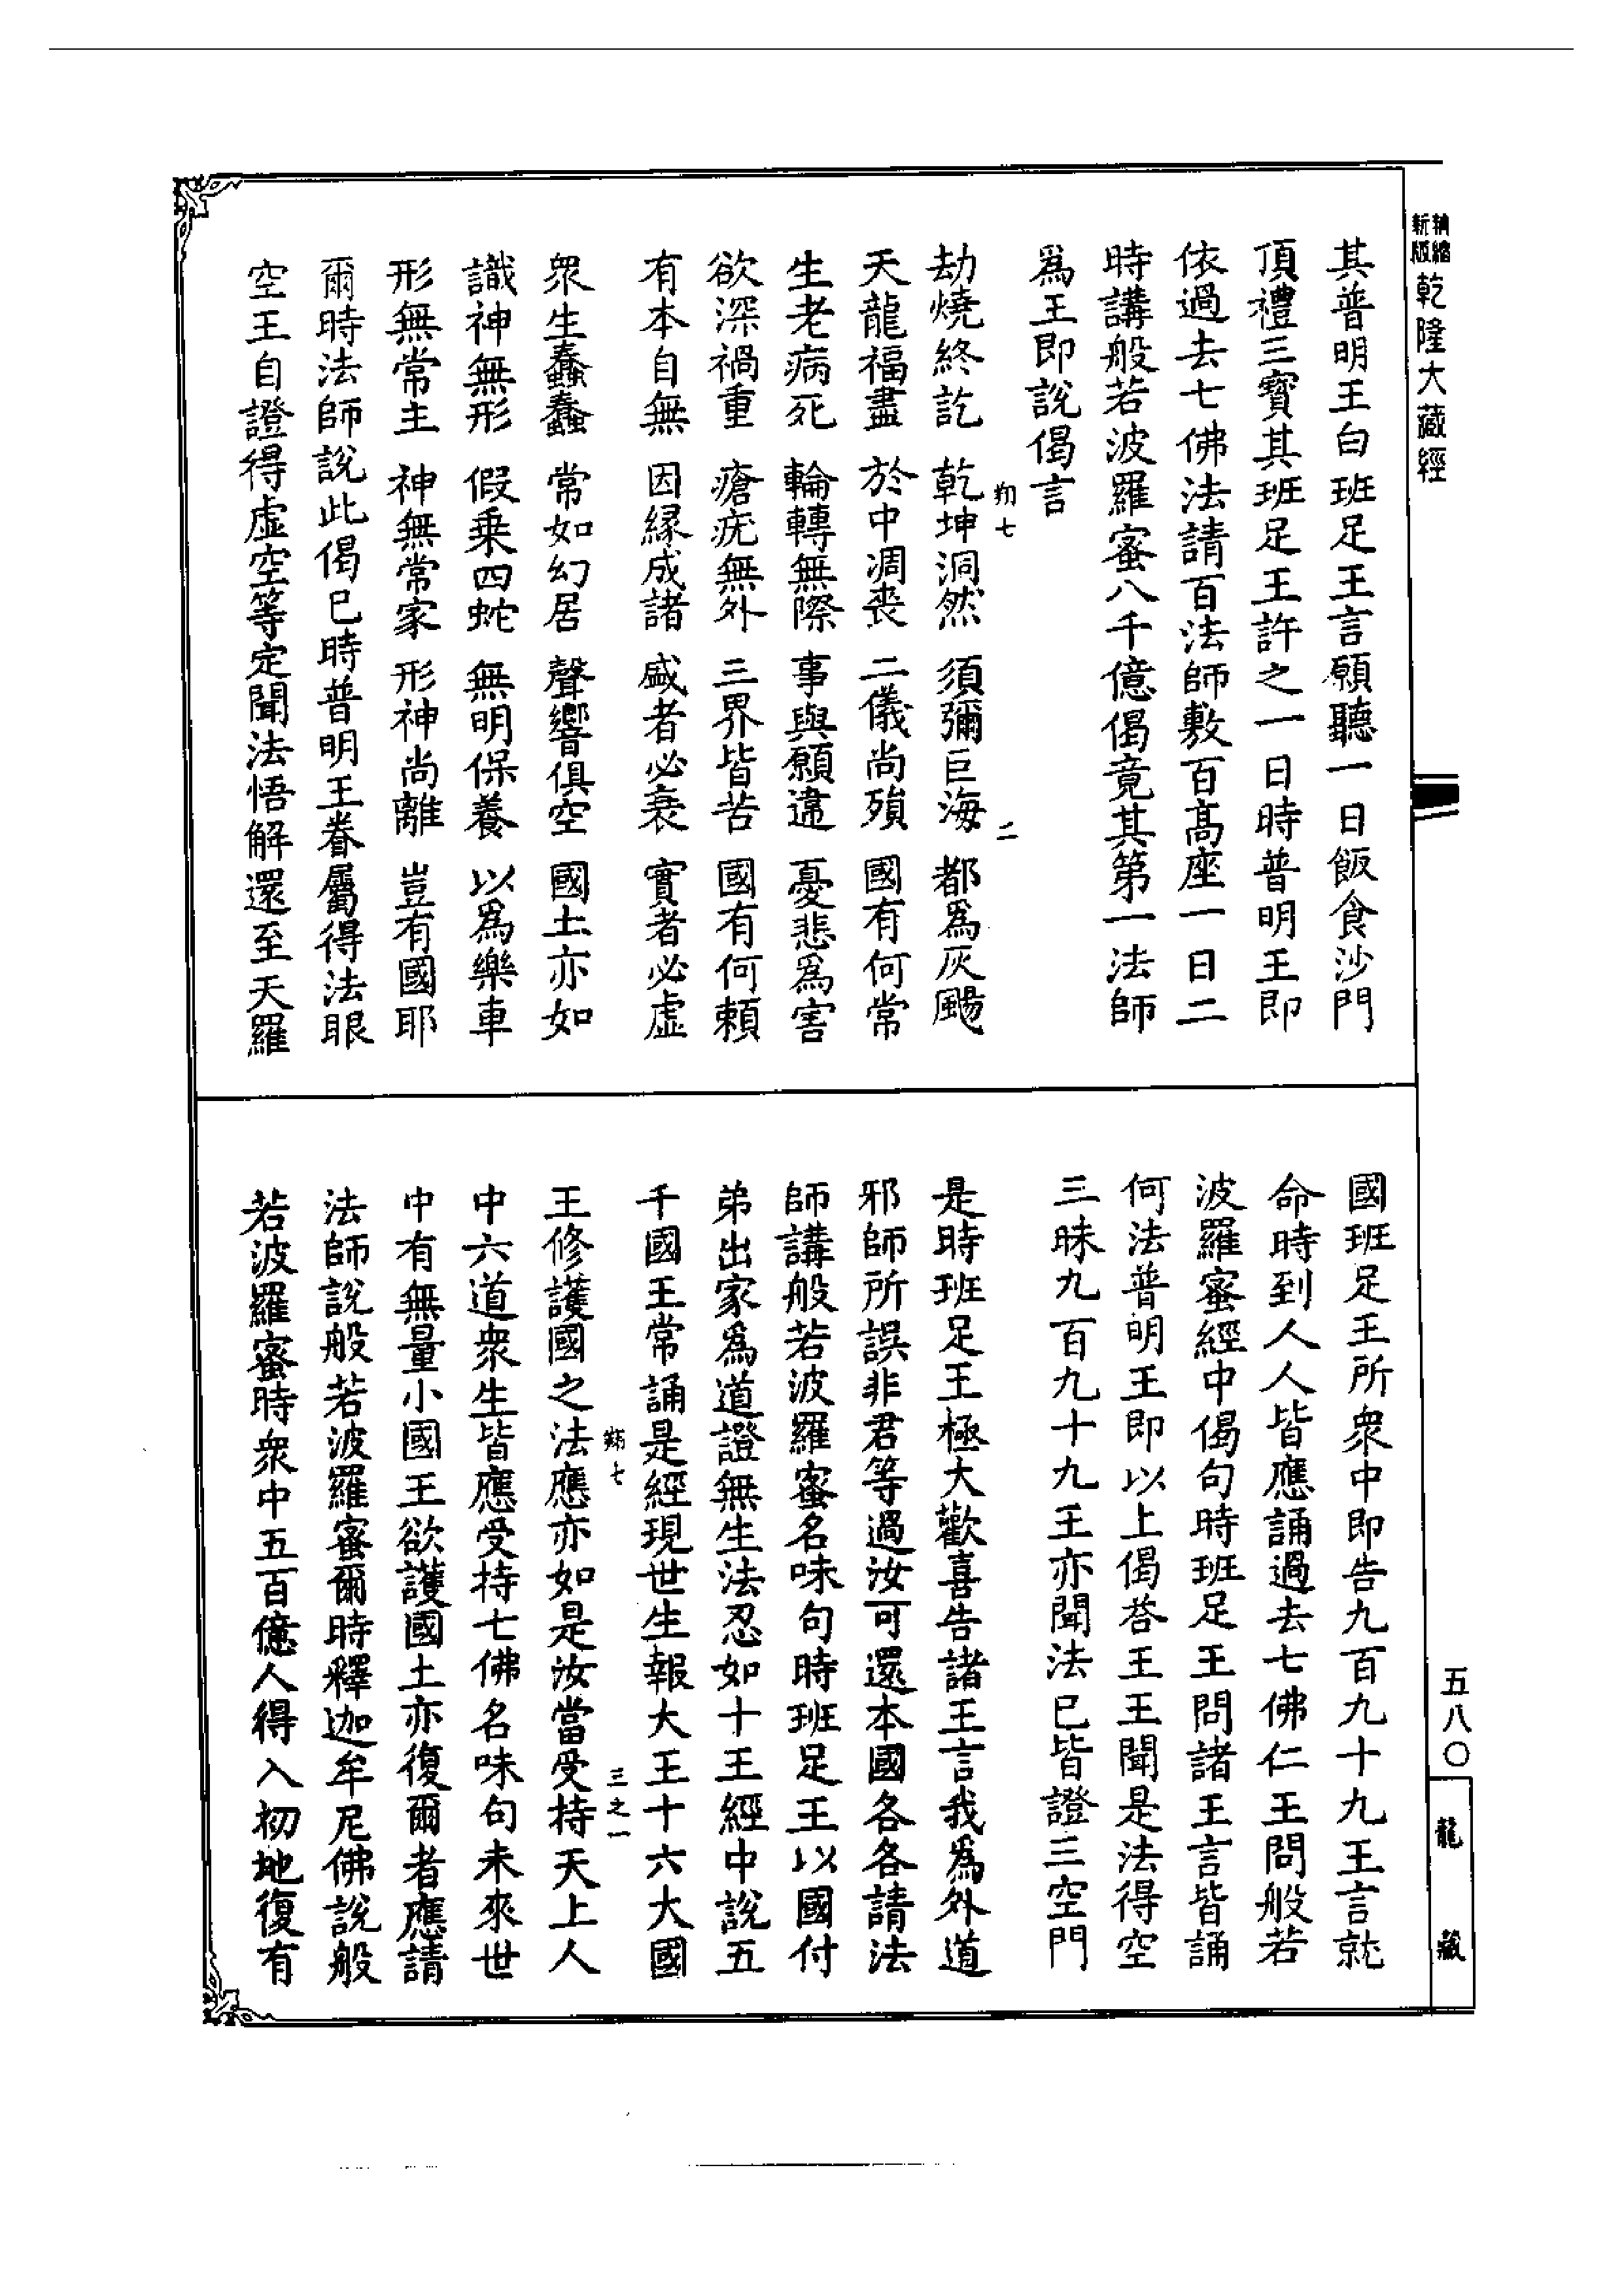 新版 縮輯 乾隆大藏經
其普明王白班足王言願聽一日飯食沙門
頂禮三寶其班足王許之一日時普明王即
依過去七佛法請百法師敷百高座一日二
時講般若波羅蜜八千億偈竟其第一法師
爲王即說偈言
翔七 二
劫燒終訖 乾坤洞然 須彌巨海 都爲灰颺
天龍福盡 於中凋喪 二儀尚殞 國有何常
生老病死 輪轉無際 事與願違 憂悲爲害
欲深禍重 瘡疣無外 三界皆苦 國有何賴
有本自無 因緣成諸 盛者必衰 實者必虛
眾生蠢蠢 常如幻居 聲響俱空 國土亦如
識神無形 假乘四蛇 無明保養 以爲樂車
形無常主 神無常家 形神尚離 豈有國耶
爾時法師說此偈已時普明王眷屬得法眼
空王自證得虛空等定聞法悟解還至天羅
國班足王所衆中即告九百九十九王言就
命時到人人皆應誦過去七佛仁王問般若
波羅蜜經中偈句時班足王問諸王言皆誦
何法普明王即以上偈荅王王聞是法得空
三昧九百九十九王亦聞法已皆證三空門
是時班足王極大歡喜告諸王言我爲外道
邪師所誤非君等過汝可還本國各各請法
師講般若波羅蜜名味句時班足王以國付
弟出家爲道證無生法忍如十王經中說五
千國王常誦是經現世生報大王十六大國
翔七 三之一
王修護國之法應亦如是汝當受持天上人
中六道衆生皆應受持七佛名味句未來世
中有無量小國王欲護國土亦復爾者應請
法師說般若波羅蜜爾時釋迦牟尼佛說般
若波羅蜜時衆中五百億人得入初地復有
五八〇
龍藏